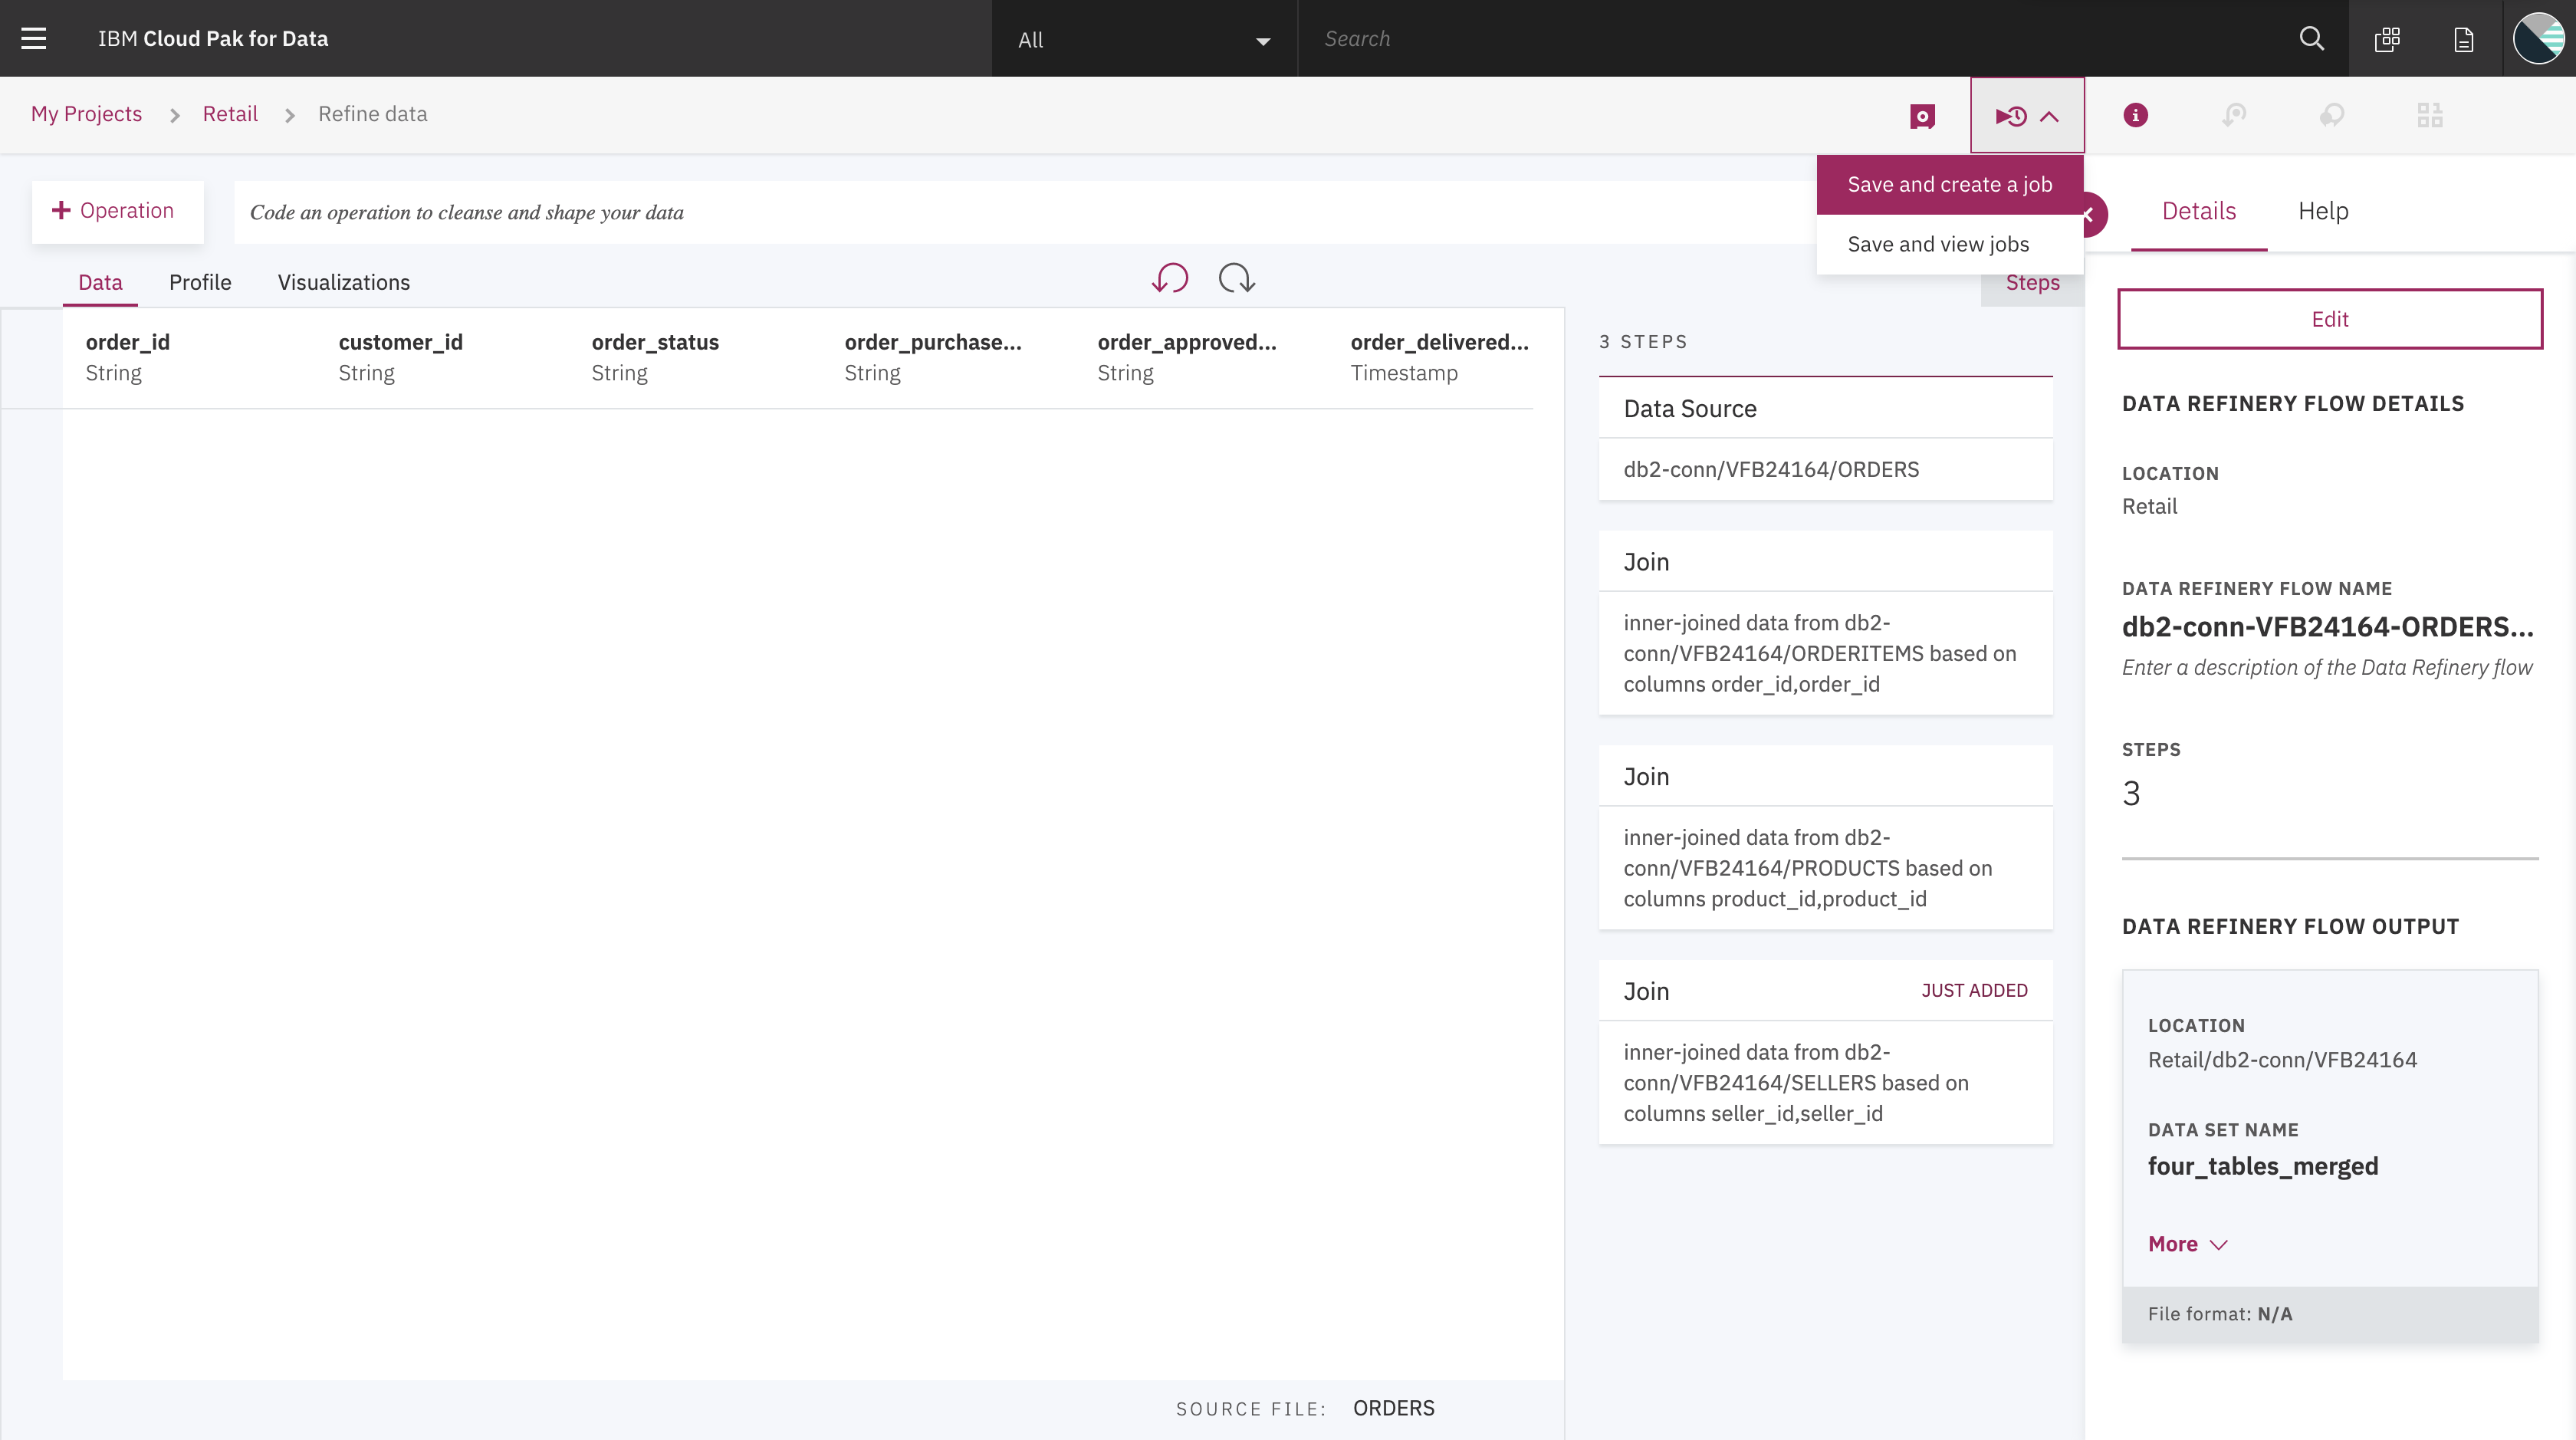 IBM Cloud Pak for Data
All
Search
My Projects > Retail > Refine data
Save and create a job
Save and view jobs
+ Operation
Code an operation to cleanse and shape your data
Details
Help
Data
Profile
Visualizations
Steps
Edit
order_id
String
customer_id
String
order_status
String
order_purchase...
String
order_approved...
String
order_delivered...
Timestamp
3 STEPS
Data Source
db2-conn/VFB24164/ORDERS
Join
inner-joined data from db2-
conn/VFB24164/ORDERITEMS based on
columns order_id,order_id
Join
inner-joined data from db2-
conn/VFB24164/PRODUCTS based on
columns product_id,product_id
Join
JUST ADDED
inner-joined data from db2-
conn/VFB24164/SELLERS based on
columns seller_id,seller_id
DATA REFINERY FLOW DETAILS
LOCATION
Retail
DATA REFINERY FLOW NAME
db2-conn-VFB24164-ORDERS...
Enter a description of the Data Refinery flow
STEPS
3
DATA REFINERY FLOW OUTPUT
LOCATION
Retail/db2-conn/VFB24164
DATA SET NAME
four_tables_merged
More
File format: N/A
SOURCE FILE: ORDERS